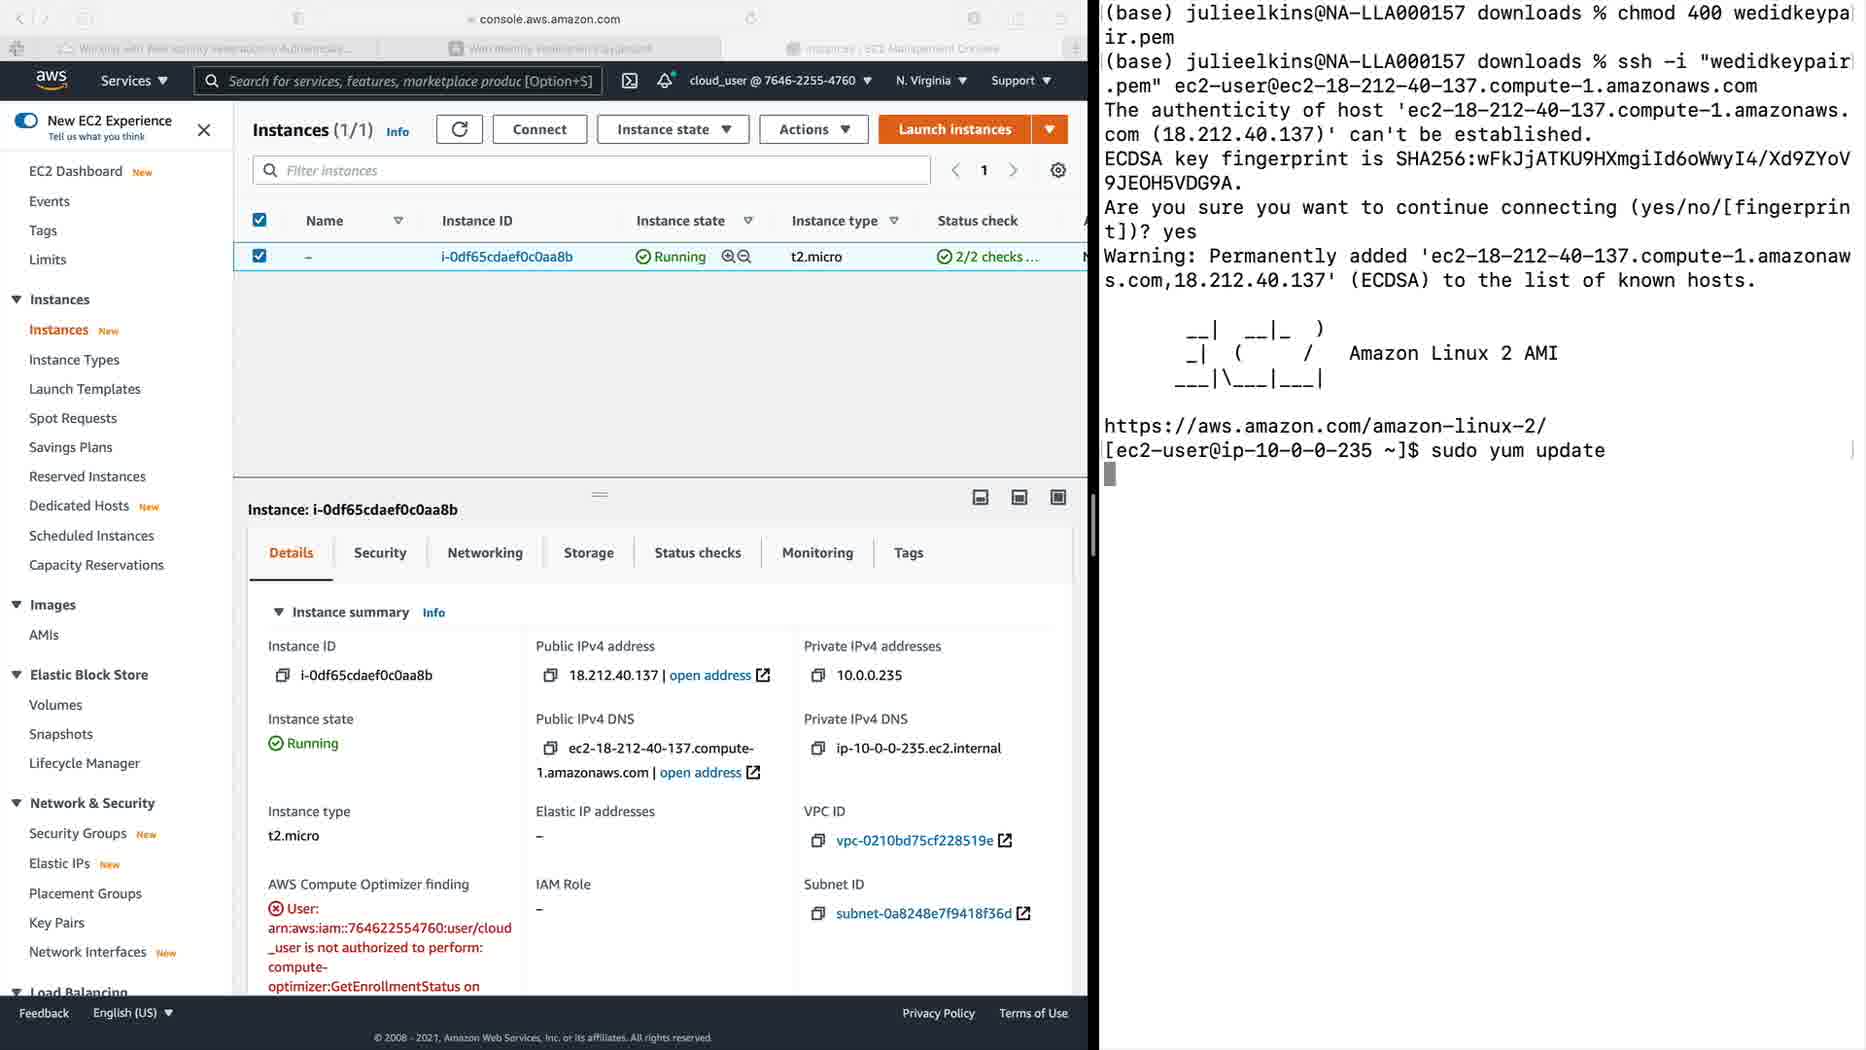 console.aws.amazon.com
Instances | EC2 Management Console
aws
Services
Search for services, features, marketplace produc [Option+S]
cloud_user @ 7646-2255-4760
N. Virginia
Support
New EC2 Experience
Tell us what you think
EC2 Dashboard New
Events
Tags
Limits
Instances
Instances New
Instance Types
Launch Templates
Spot Requests
Savings Plans
Reserved Instances
Dedicated Hosts New
Scheduled Instances
Capacity Reservations
Images
AMIs
Elastic Block Store
Volumes
Snapshots
Lifecycle Manager
Network & Security
Security Groups New
Elastic IPs New
Placement Groups
Key Pairs
Network Interfaces New
Load Balancing
Instances (1/1) Info
Connect
Instance state
Actions
Launch instances
Filter instances
1
Name
Instance ID
Instance state
Instance type
Status check
–
i-0df65cdaef0c0aa8b
Running
t2.micro
2/2 checks ...
Instance: i-0df65cdaef0c0aa8b
Details
Security
Networking
Storage
Status checks
Monitoring
Tags
Instance summary Info
Instance ID
i-0df65cdaef0c0aa8b
Public IPv4 address
18.212.40.137 | open address
Private IPv4 addresses
10.0.0.235
Instance state
Running
Public IPv4 DNS
ec2-18-212-40-137.compute-
1.amazonaws.com | open address
Private IPv4 DNS
ip-10-0-0-235.ec2.internal
Instance type
t2.micro
Elastic IP addresses
–
VPC ID
vpc-0210bd75cf228519e
AWS Compute Optimizer finding
User:
arn:aws:iam::764622554760:user/cloud
_user is not authorized to perform:
compute-
optimizer:GetEnrollmentStatus on
IAM Role
–
Subnet ID
subnet-0a8248e7f9418f36d
Feedback
English (US)
Privacy Policy
Terms of Use
© 2008 - 2021, Amazon Web Services, Inc. or its affiliates. All rights reserved.
(base) julieelkins@NA-LLA000157 downloads % chmod 400 wedidkeypa
ir.pem
(base) julieelkins@NA-LLA000157 downloads % ssh -i "wedidkeypair
.pem" ec2-user@ec2-18-212-40-137.compute-1.amazonaws.com
The authenticity of host 'ec2-18-212-40-137.compute-1.amazonaws.
com (18.212.40.137)' can't be established.
ECDSA key fingerprint is SHA256:wFkJjATKU9HXmgiId6oWwyI4/Xd9ZYoV
9JEOH5VDG9A.
Are you sure you want to continue connecting (yes/no/[fingerprin
t])? yes
Warning: Permanently added 'ec2-18-212-40-137.compute-1.amazonaw
s.com,18.212.40.137' (ECDSA) to the list of known hosts.
__|  __|_  )
_|  (     /   Amazon Linux 2 AMI
___|\___|___|
https://aws.amazon.com/amazon-linux-2/
[ec2-user@ip-10-0-0-235 ~]$ sudo yum update